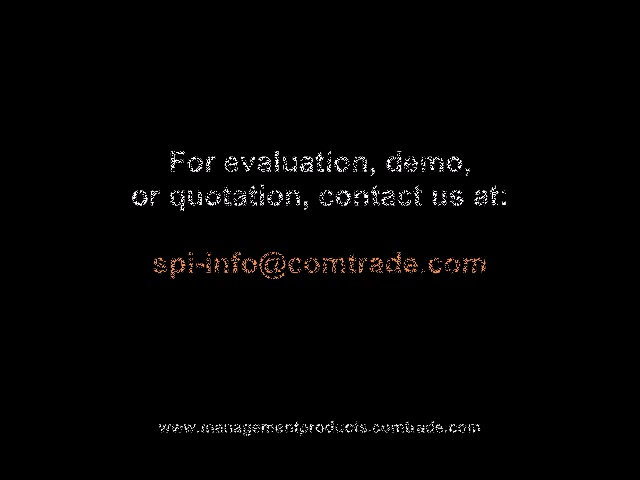 For evaluation, demo,
or quotation, contact us at:
spi-info@comtrade.com
www.managementproducts.comtrade.com